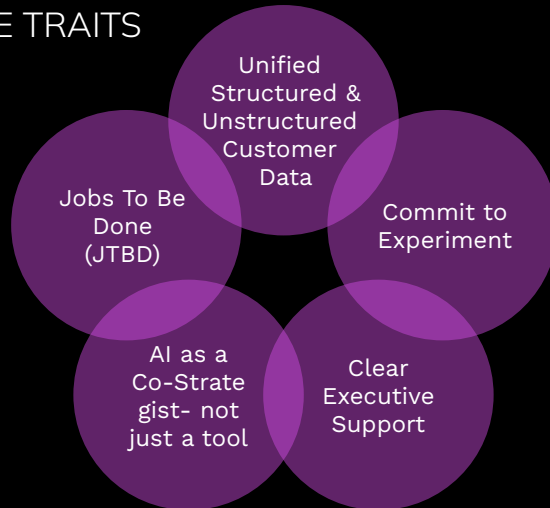 E TRAITS
Unified
Structured &
Unstructured
Customer
Data
Jobs To Be
Done
(JTBD)
Commit to
Experiment
AI as a
Co-Strate
gist- not
just a tool
Clear
Executive
Support